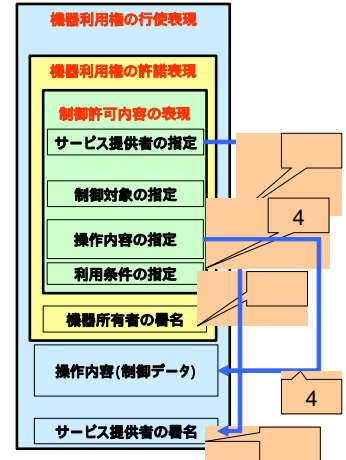 機器利用権の行使表現
機器利用権の許諾表現
制御許可内容の表現
サービス提供者の指定
制御対象の指定
4
操作内容の指定
利用条件の指定
機器所有者の署名
操作内容(制御データ)
4
サービス提供者の署名